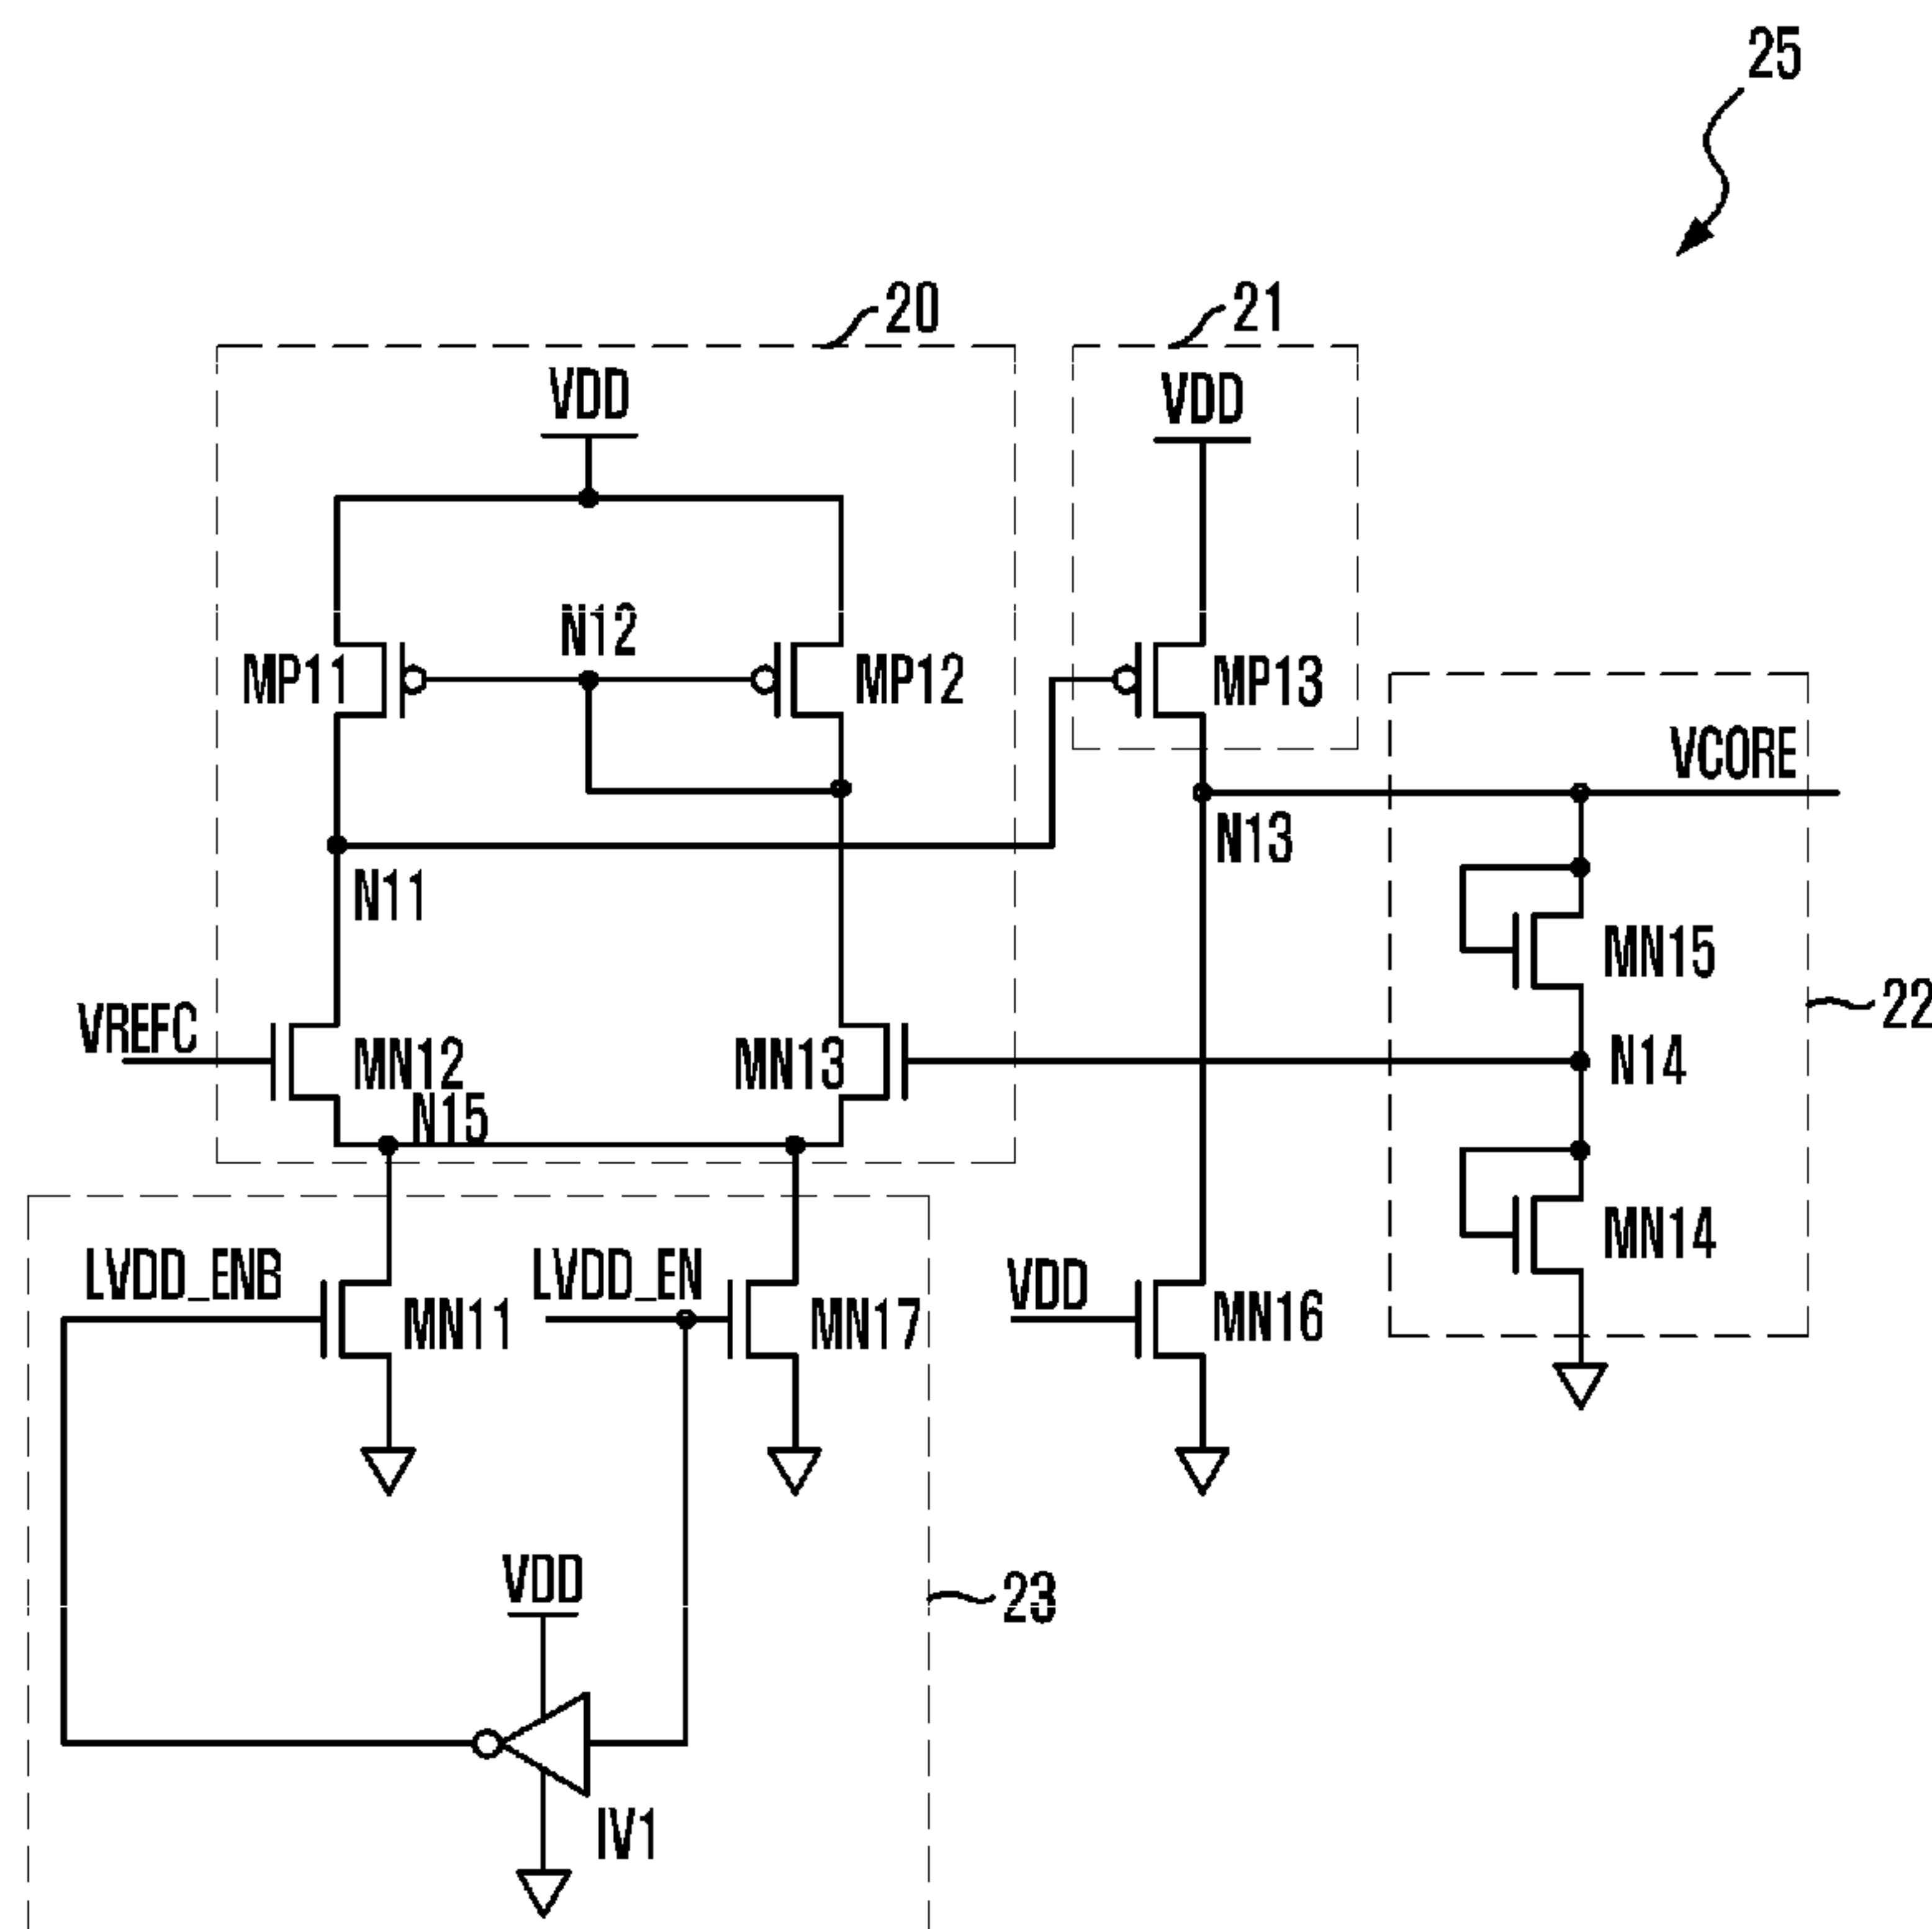 25
20
21
VDD
VDD
N12
MP11
MP12
MP13
VCORE
N13
N11
MN15
VREFC
22
MN12
MN13
N14
N15
MN14
LVDD_ENB
LVDD_EN
VDD
MN11
MN17
MN16
VDD
23
IV1